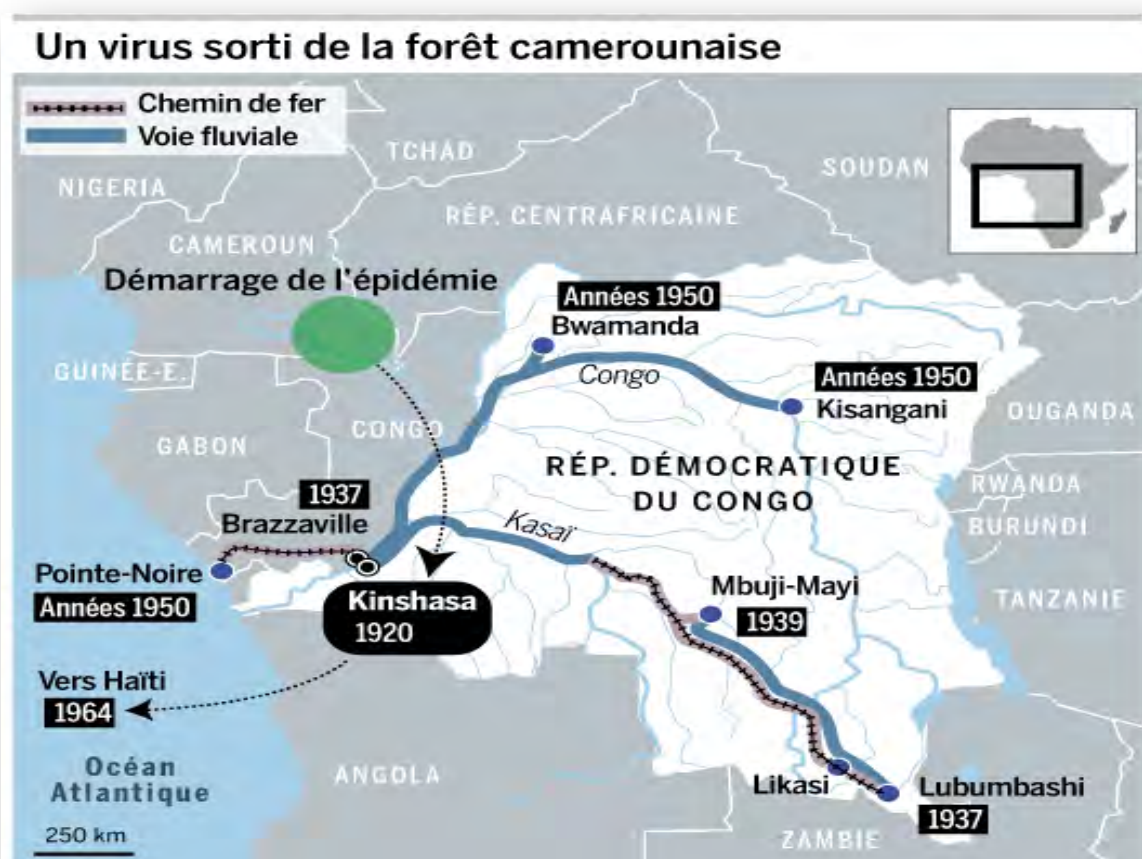 Un virus sorti de la forêt camerounaise
Chemin de fer
Voie fluviale
TCHAD
SOUDAN
NIGERIA
RÉP. CENTRAFRICAINE
CAMEROUN
Démarrage de l'épidémie
Années 1950
Bwamanda
GUINÉE-E.
Congo
Années 1950
Kisangani
OUGANDA
GABON
CONGO
RÉP. DÉMOCRATIQUE
DU CONGO
RWANDA
BURUNDI
1937
Brazzaville
Kasaï
Pointe-Noire
Années 1950
Kinshasa
1920
Mbuji-Mayi
1939
TANZANIE
Vers Haïti
1964
Océan
Atlantique
ANGOLA
Likasi
Lubumbashi
1937
250 km
ZAMBIE